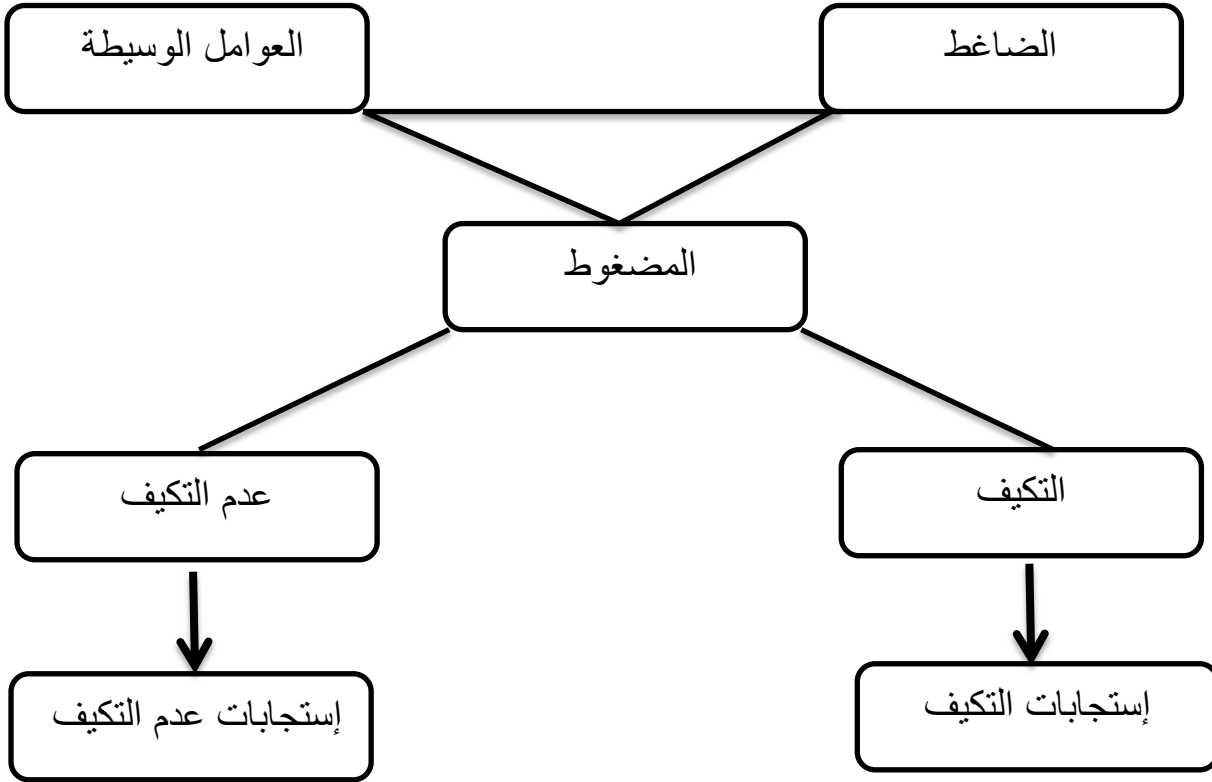 الضاغط
العوامل الوسيطة
المضغوط
التكيف
عدم التكيف
إستجابات التكيف
إستجابات عدم التكيف